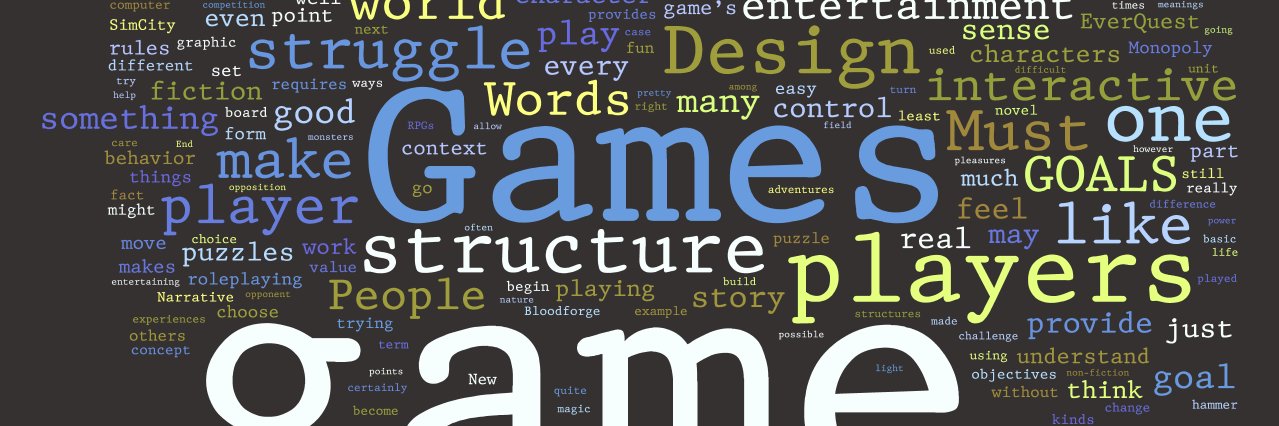 computer competition well world character provides game's entertainment times meanings
SimCity even point next case sense EverQuest going
rules graphic struggle play fun Design used characters Monopoly
different set every difficult unit
try fiction requires ways Words pretty many among easy turn interactive
help right control least novel one
something board good Games RPGs allow field Must
form monsters
care End make context however part
behavior pleasures
things opposition go adventures much GOALS still
fact player really
might feel like difference
often power
move choice puzzles work structure puzzle players real may basic
life
makes value
entertaining roleplaying People begin playing build story played
Narrative opponent nature
choose Bloodforge example structures
experiences trying made provide just
others game possible challenge
concept term using understand
points New light objectives non-fiction goal
certainly quite without think
become magic change hammer
kinds